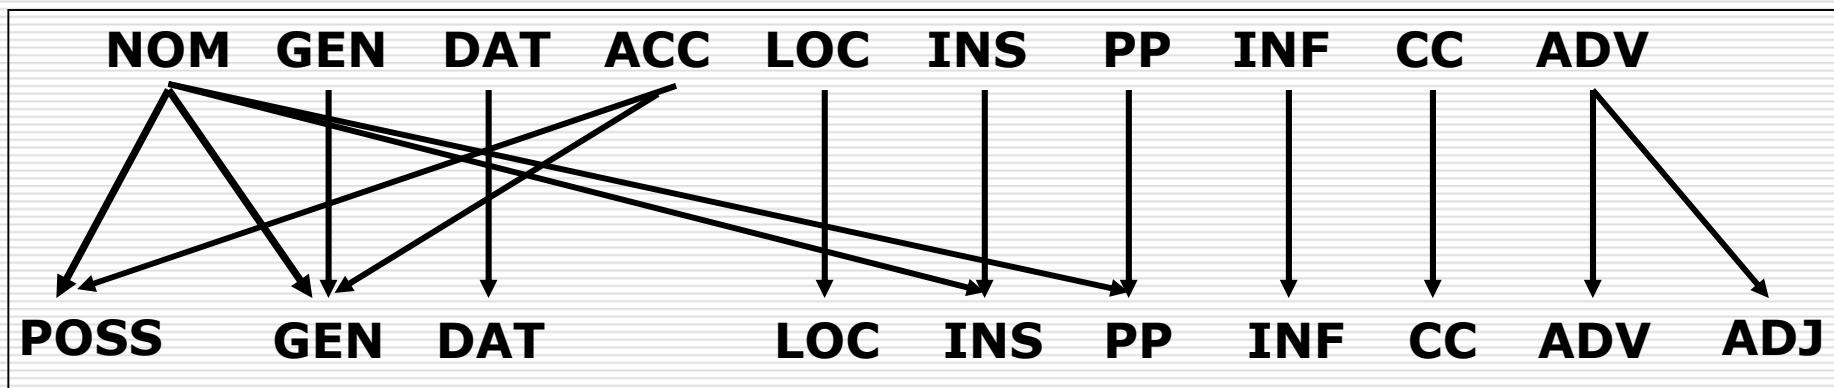 NOM GEN DAT ACC LOC INS PP INF CC ADV
POSS GEN DAT LOC INS PP INF CC ADV ADJ